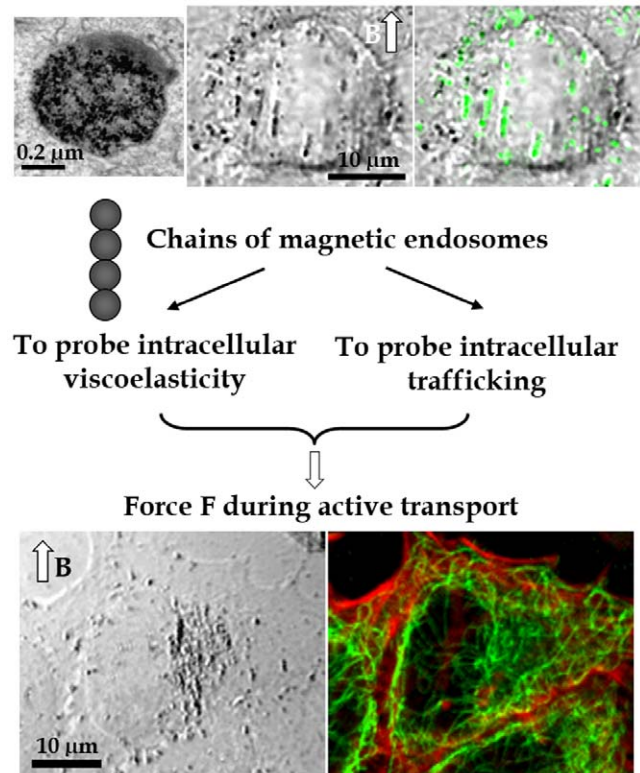 B
0.2 µm
10 µm
Chains of magnetic endosomes
To probe intracellular
viscoelasticity
To probe intracellular
trafficking
Force F during active transport
B
10 µm